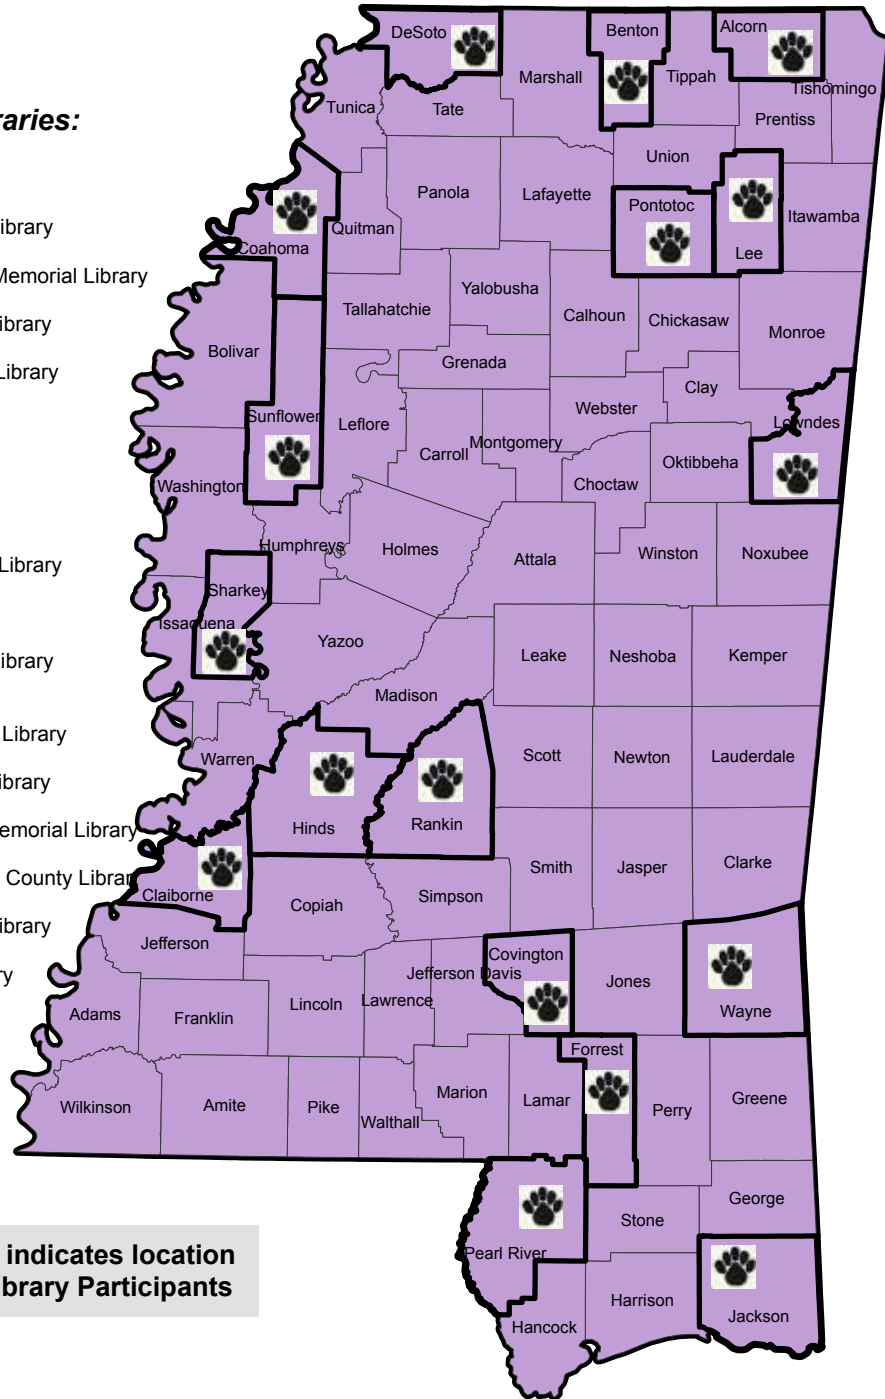 raries:
ibrary
Memorial Library
ibrary
Library
Library
ibrary
Library
ibrary
emorial Library
County Librar
ibrary
ry
indicates location
brary Participants
DeSoto
Benton
Alcorn
Marshall
Tippah
Tishomingo
Tunica
Tate
Prentiss
Union
Panola
Lafayette
Pontotoc
Lee
Itawamba
Quitman
Coahoma
Yalobusha
Tallahatchie
Calhoun
Chickasaw
Monroe
Bolivar
Grenada
Clay
Webster
Sunflower
Leflore
Lowndes
Montgomery
Carroll
Oktibbeha
Choctaw
Washington
Humphreys
Holmes
Attala
Winston
Noxubee
Sharkey
Issaquena
Yazoo
Leake
Neshoba
Kemper
Madison
Warren
Scott
Newton
Lauderdale
Hinds
Rankin
Smith
Jasper
Clarke
Claiborne
Copiah
Simpson
Jefferson
Covington
Jefferson Davis
Jones
Lincoln
Lawrence
Wayne
Adams
Franklin
Forrest
Wilkinson
Amite
Pike
Walthall
Marion
Lamar
Perry
Greene
George
Stone
Pearl River
Harrison
Jackson
Hancock